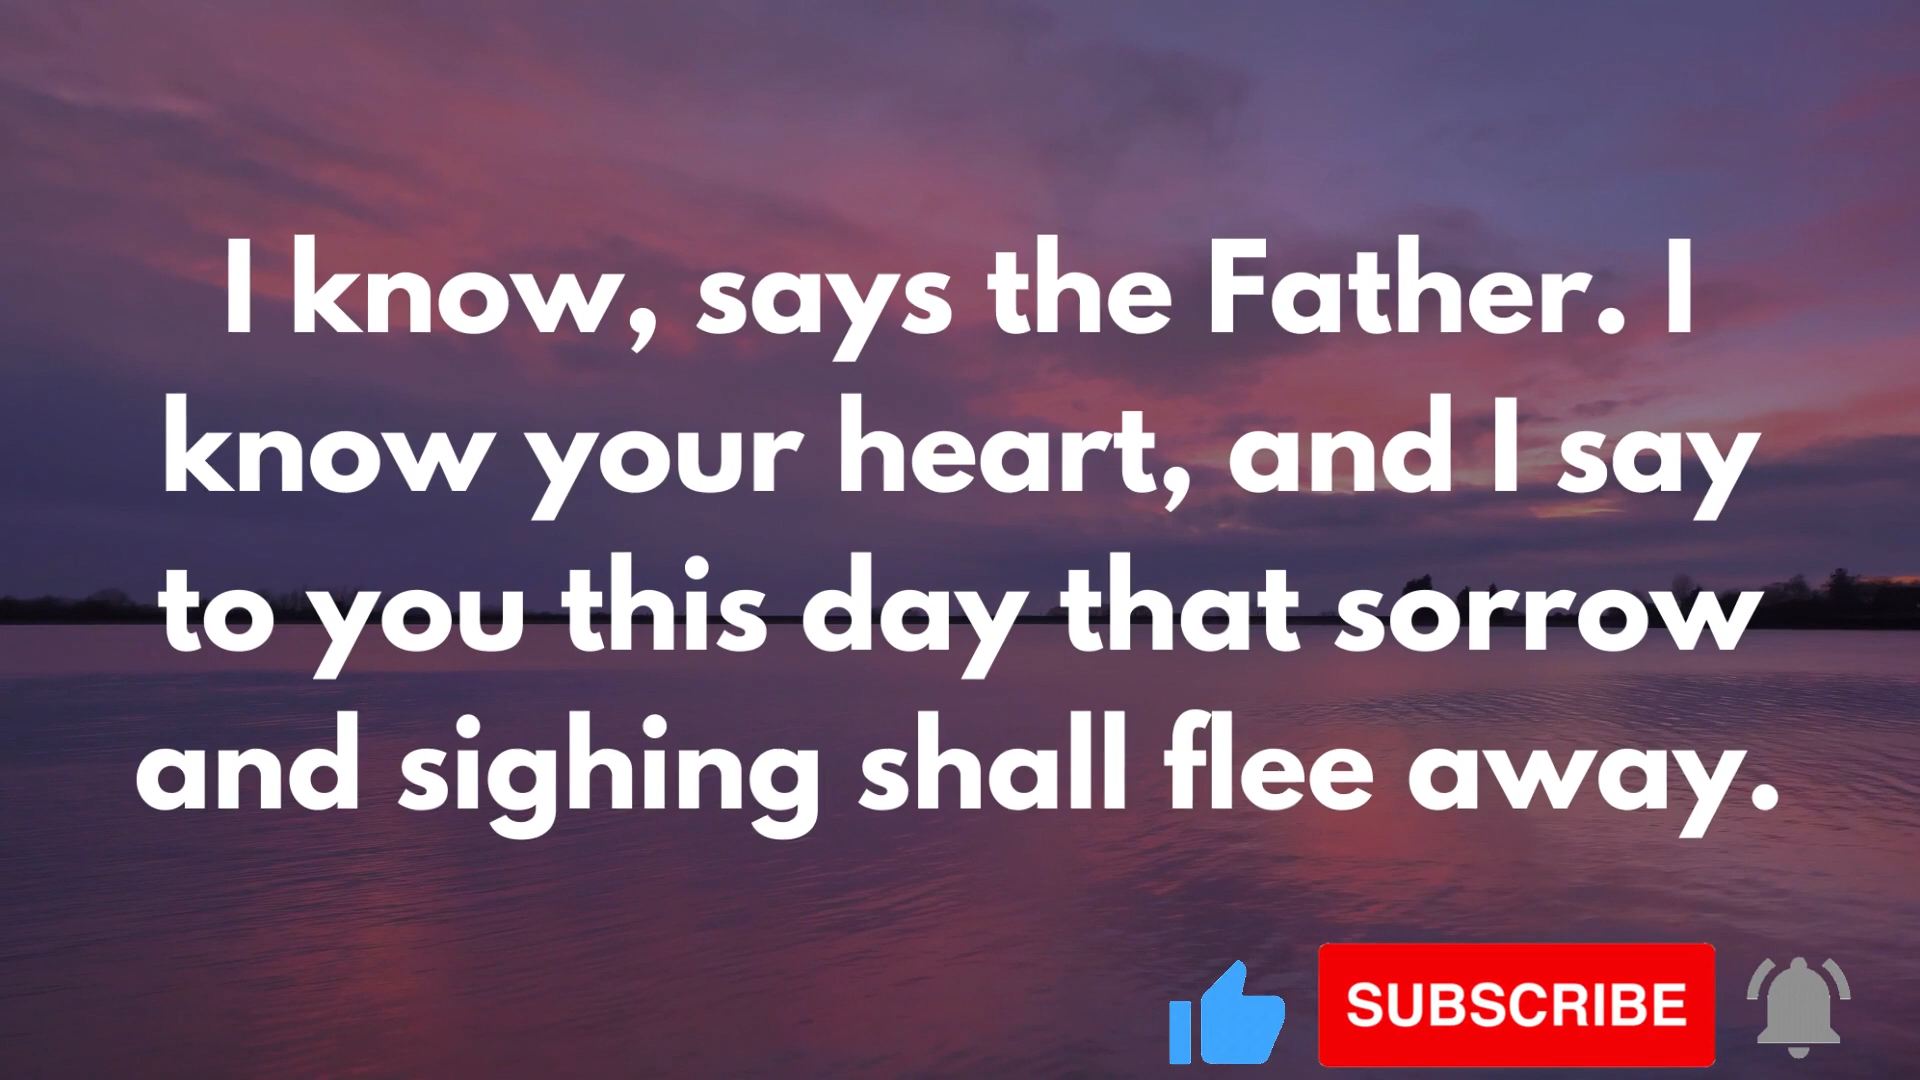 I know, says the Father. I
know your heart, and I say
to you this day that sorrow
and sighing shall flee away.
SUBSCRIBE